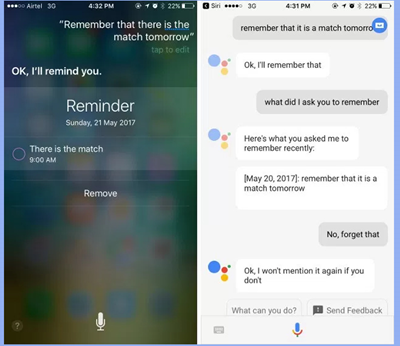 Airtel 3G 4:32 PM 22%
“Remember that there is the
match tomorrow”
tap to edit
OK, I’ll remind you.
Reminder
Sunday, 21 May 2017
There is the match
9:00 AM
Remove
?
Siri 3G 4:31 PM 22%
remember that it is a match tomorro
Ok, I'll remember that
what did I ask you to remember
Here's what you asked me to
remember recently:
[May 20, 2017]: remember that it is a
match tomorrow
No, forget that
Ok, I won't mention it again if you
don't
What can you do?
Send Feedback